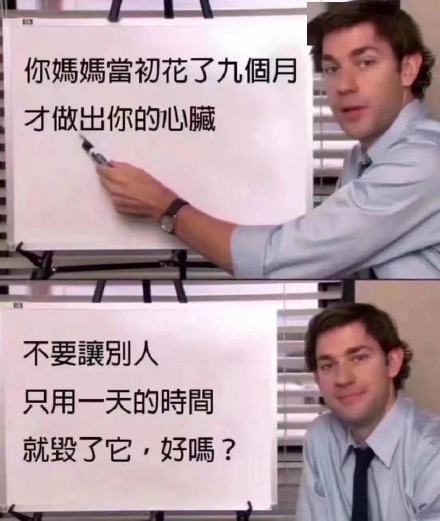 你媽媽當初花了九個月
才做出你的心臟
不要讓別人
只用一天的時間
就毀了它，好嗎？